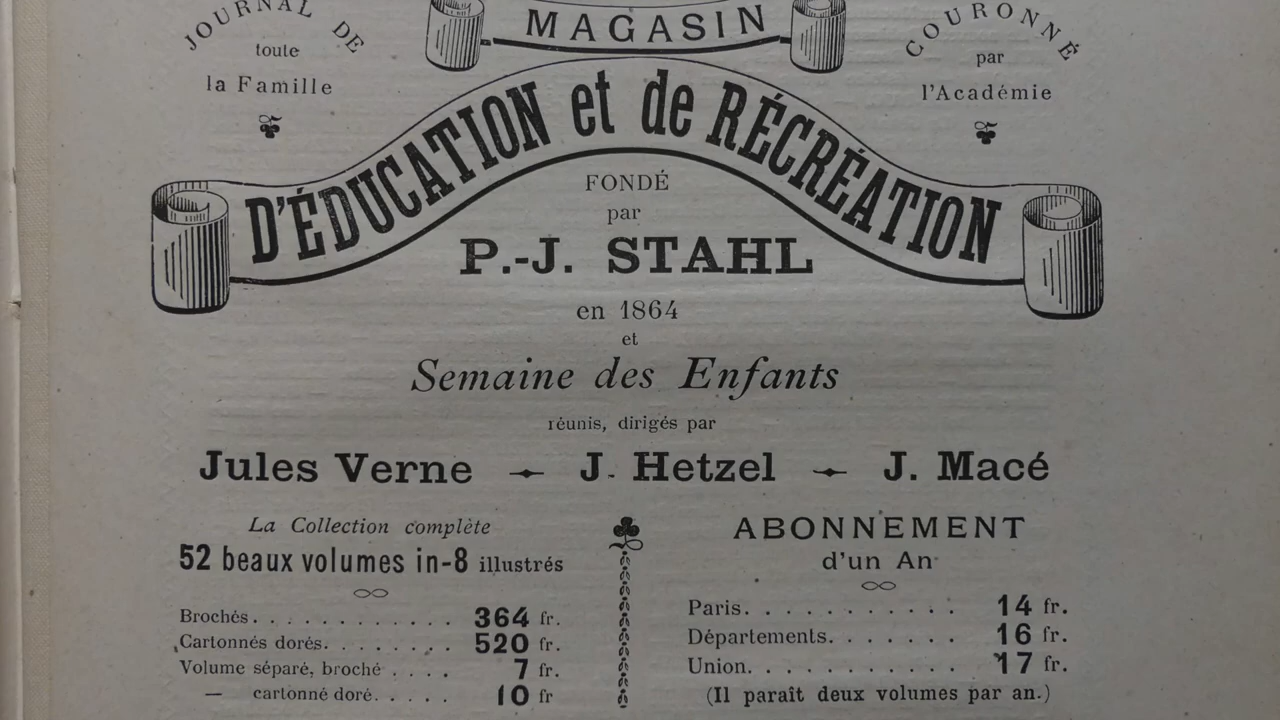 JOURNAL DE
toute
la Famille
MAGASIN
COURONNÉ
par
l'Académie
D'ÉDUCATION et de RÉCRÉATION
FONDÉ
par
P.-J. STAHL
en 1864
et
Semaine des Enfants
réunis, dirigés par
Jules Verne J. Hetzel J. Macé
La Collection complète
52 beaux volumes in-8 illustrés
Brochés. . . . . . . . . . . . 364 fr.
Cartonnés dorés. . . . . . . . 520 fr.
Volume séparé, broché . . . . 7 fr.
— cartonné doré. . . . . 10 fr
ABONNEMENT
d'un An
Paris. . . . . . . . . . . 14 fr.
Départements. . . . . . . 16 fr.
Union. . . . . . . . . . . 17 fr.
(Il paraît deux volumes par an.)